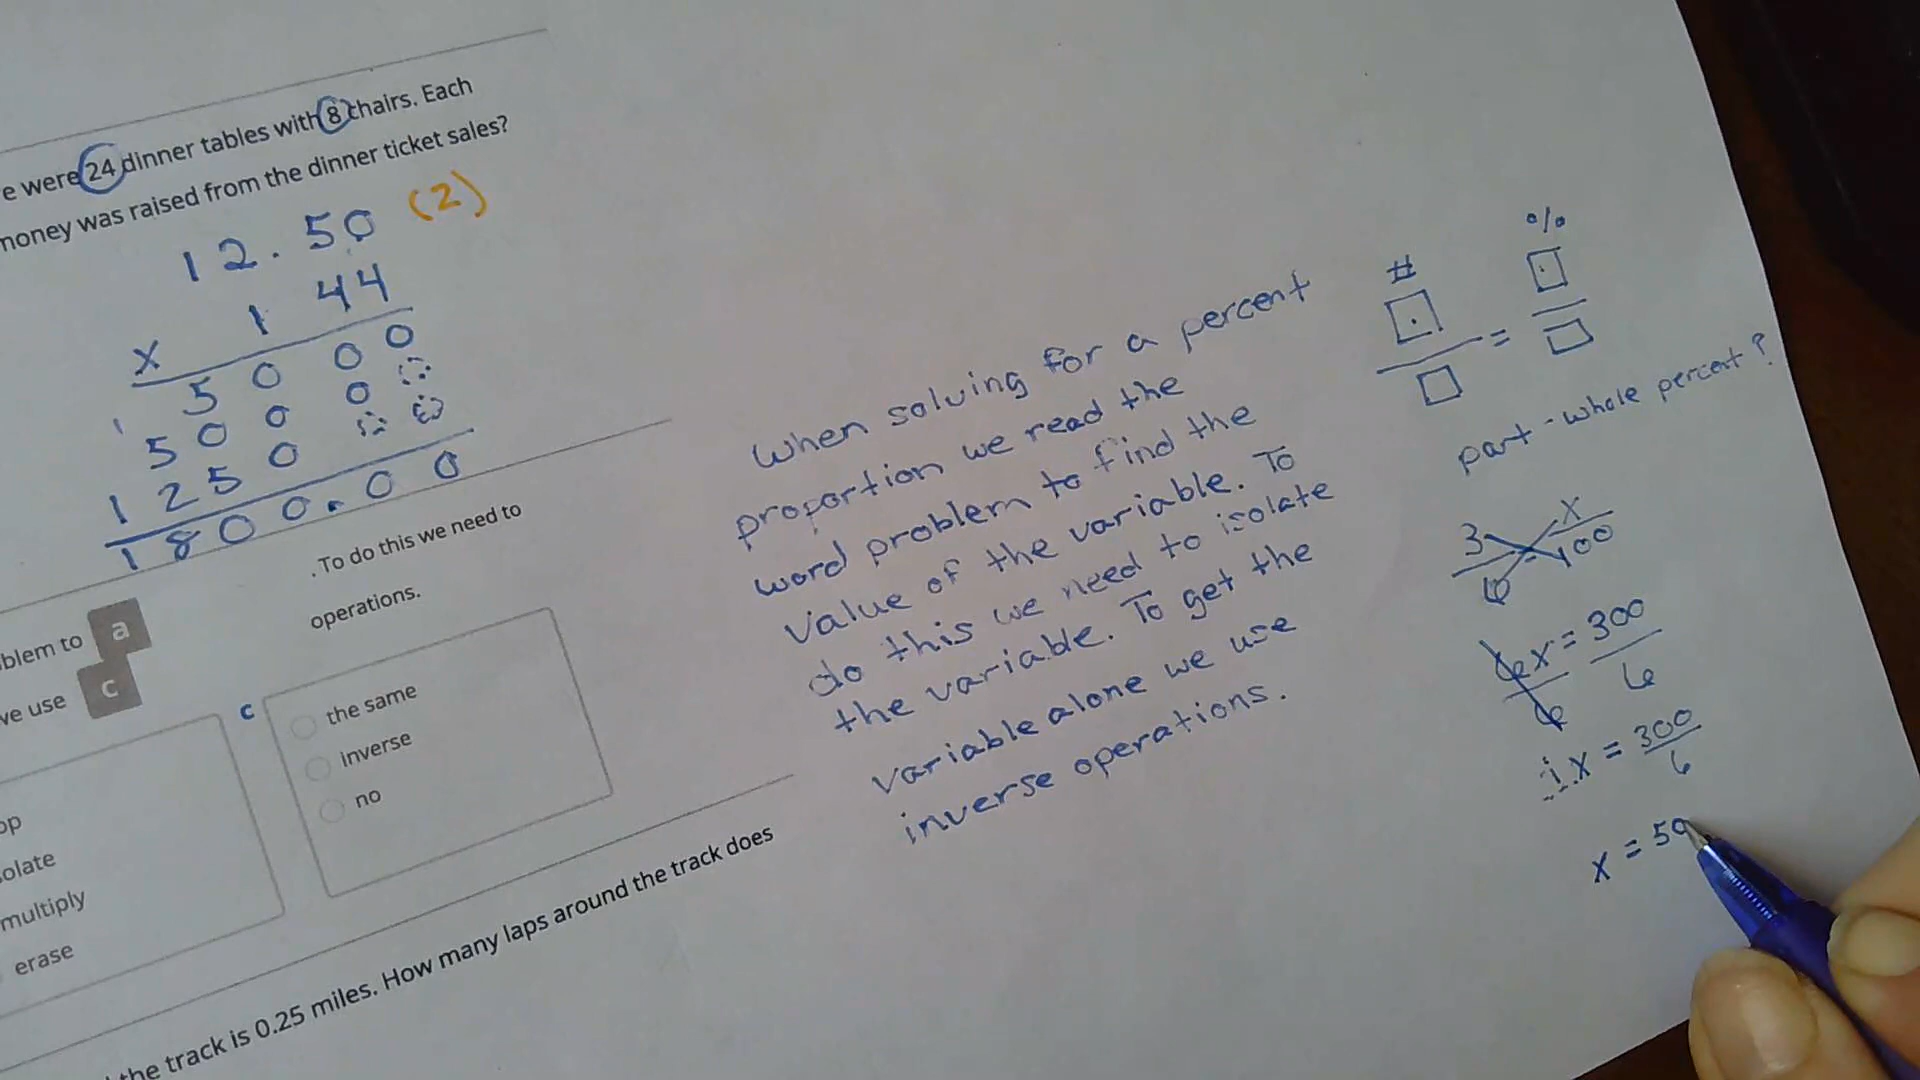 e were 24 dinner tables with 8 chairs. Each
money was raised from the dinner ticket sales?
12.50 (2)
x 144
5000
1
5000
1250
1800.00
. To do this we need to
operations.
blem to a
ve use c
op
olate
multiply
erase
c
the same
inverse
no
the track is 0.25 miles. How many laps around the track does
When solving for a percent
proportion we read the
word problem to find the
value of the variable. To
do this we need to isolate
the variable. To get the
variable alone we use
inverse operations.
# %
=
part-whole percent?
3 x
6 100
6x = 300
6 6
1x = 300
6
x = 50